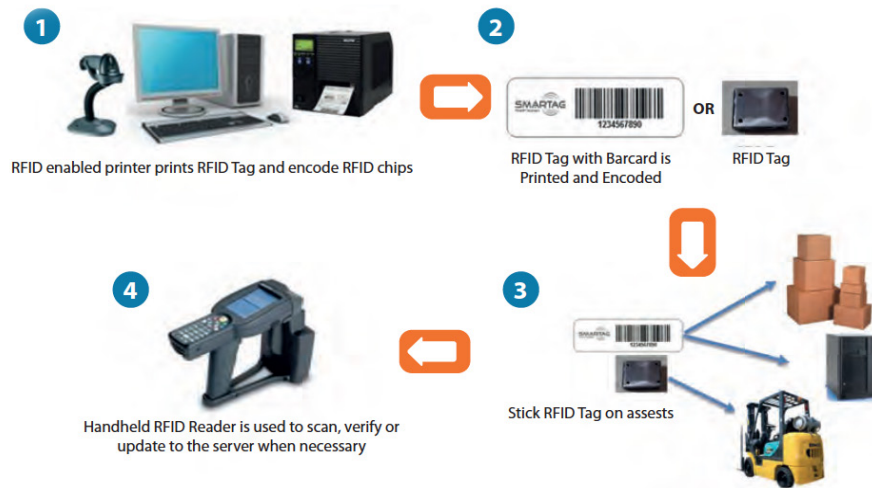 1
RFID enabled printer prints RFID Tag and encode RFID chips
2
SMARTAG
1234567890
OR
RFID Tag with Barcard is
Printed and Encoded
RFID Tag
3
SMARTAG
1234567890
Stick RFID Tag on assests
4
Handheld RFID Reader is used to scan, verify or
update to the server when necessary